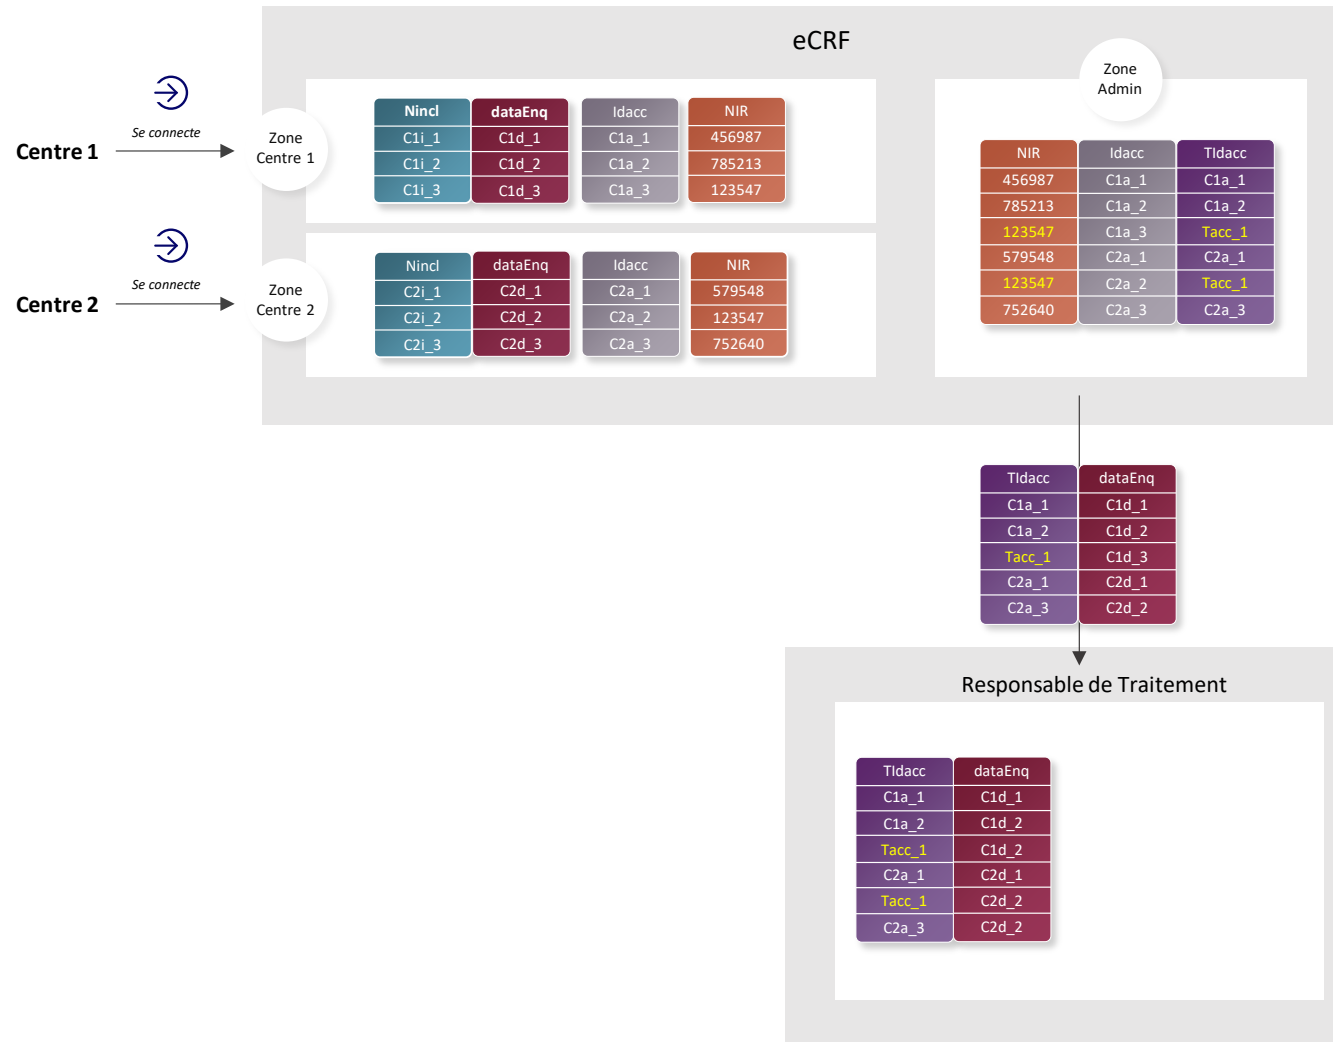 eCRF
Zone
Admin
Centre 1
Se connecte
Zone
Centre 1
Nincl dataEnq Idacc NIR
C1i_1 C1d_1 C1a_1 456987
C1i_2 C1d_2 C1a_2 785213
C1i_3 C1d_3 C1a_3 123547
Centre 2
Se connecte
Zone
Centre 2
Nincl dataEnq Idacc NIR
C2i_1 C2d_1 C2a_1 579548
C2i_2 C2d_2 C2a_2 123547
C2i_3 C2d_3 C2a_3 752640
NIR Idacc TIdacc
456987 C1a_1 C1a_1
785213 C1a_2 C1a_2
123547 C1a_3 Tacc_1
579548 C2a_1 C2a_1
123547 C2a_2 Tacc_1
752640 C2a_3 C2a_3
TIdacc dataEnq
C1a_1 C1d_1
C1a_2 C1d_2
Tacc_1 C1d_3
C2a_1 C2d_1
C2a_3 C2d_2
Responsable de Traitement
TIdacc dataEnq
C1a_1 C1d_1
C1a_2 C1d_2
Tacc_1 C1d_2
C2a_1 C2d_1
Tacc_1 C2d_2
C2a_3 C2d_2